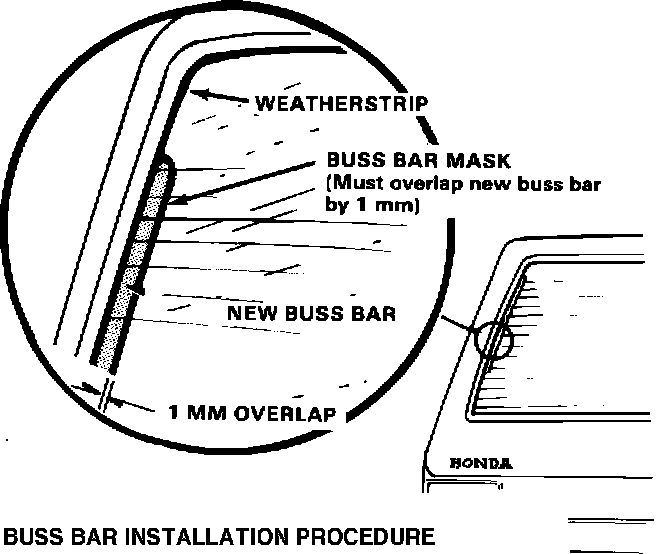 WEATHERSTRIP
BUSS BAR MASK
(Must overlap new buss bar
by 1 mm)
NEW BUSS BAR
1 MM OVERLAP
HONDA
BUSS BAR INSTALLATION PROCEDURE